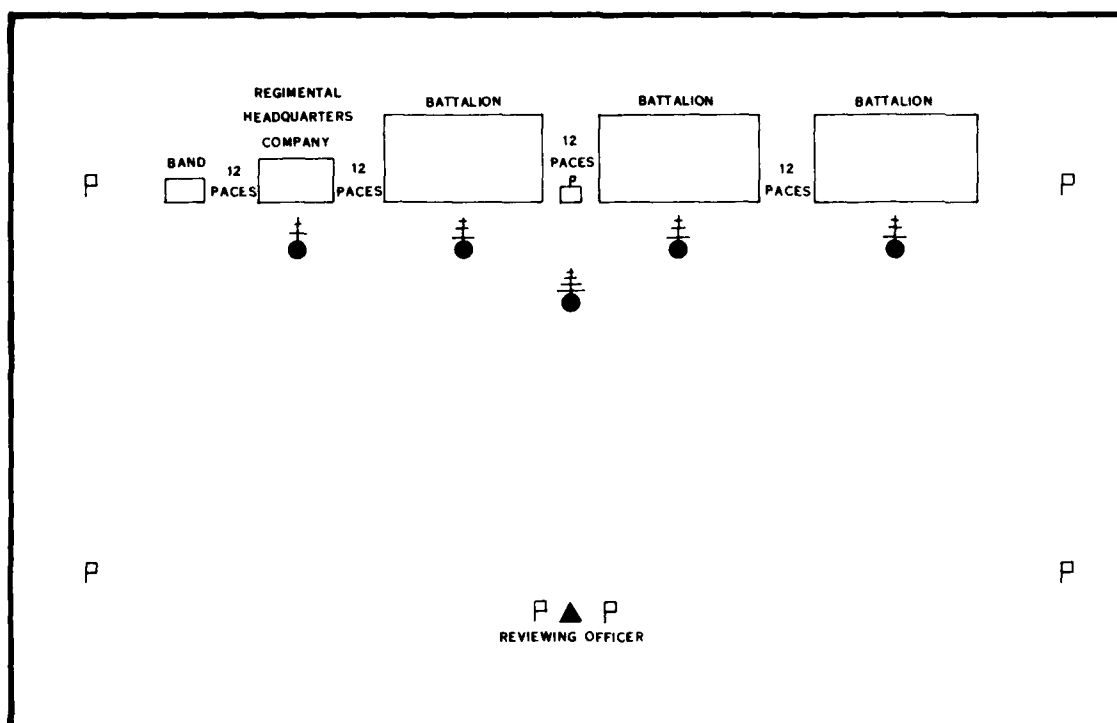 REGIMENTAL
HEADQUARTERS
COMPANY
BATTALION
BATTALION
BATTALION
BAND
12
PACES
12
PACES
12
PACES
12
PACES
REVIEWING OFFICER